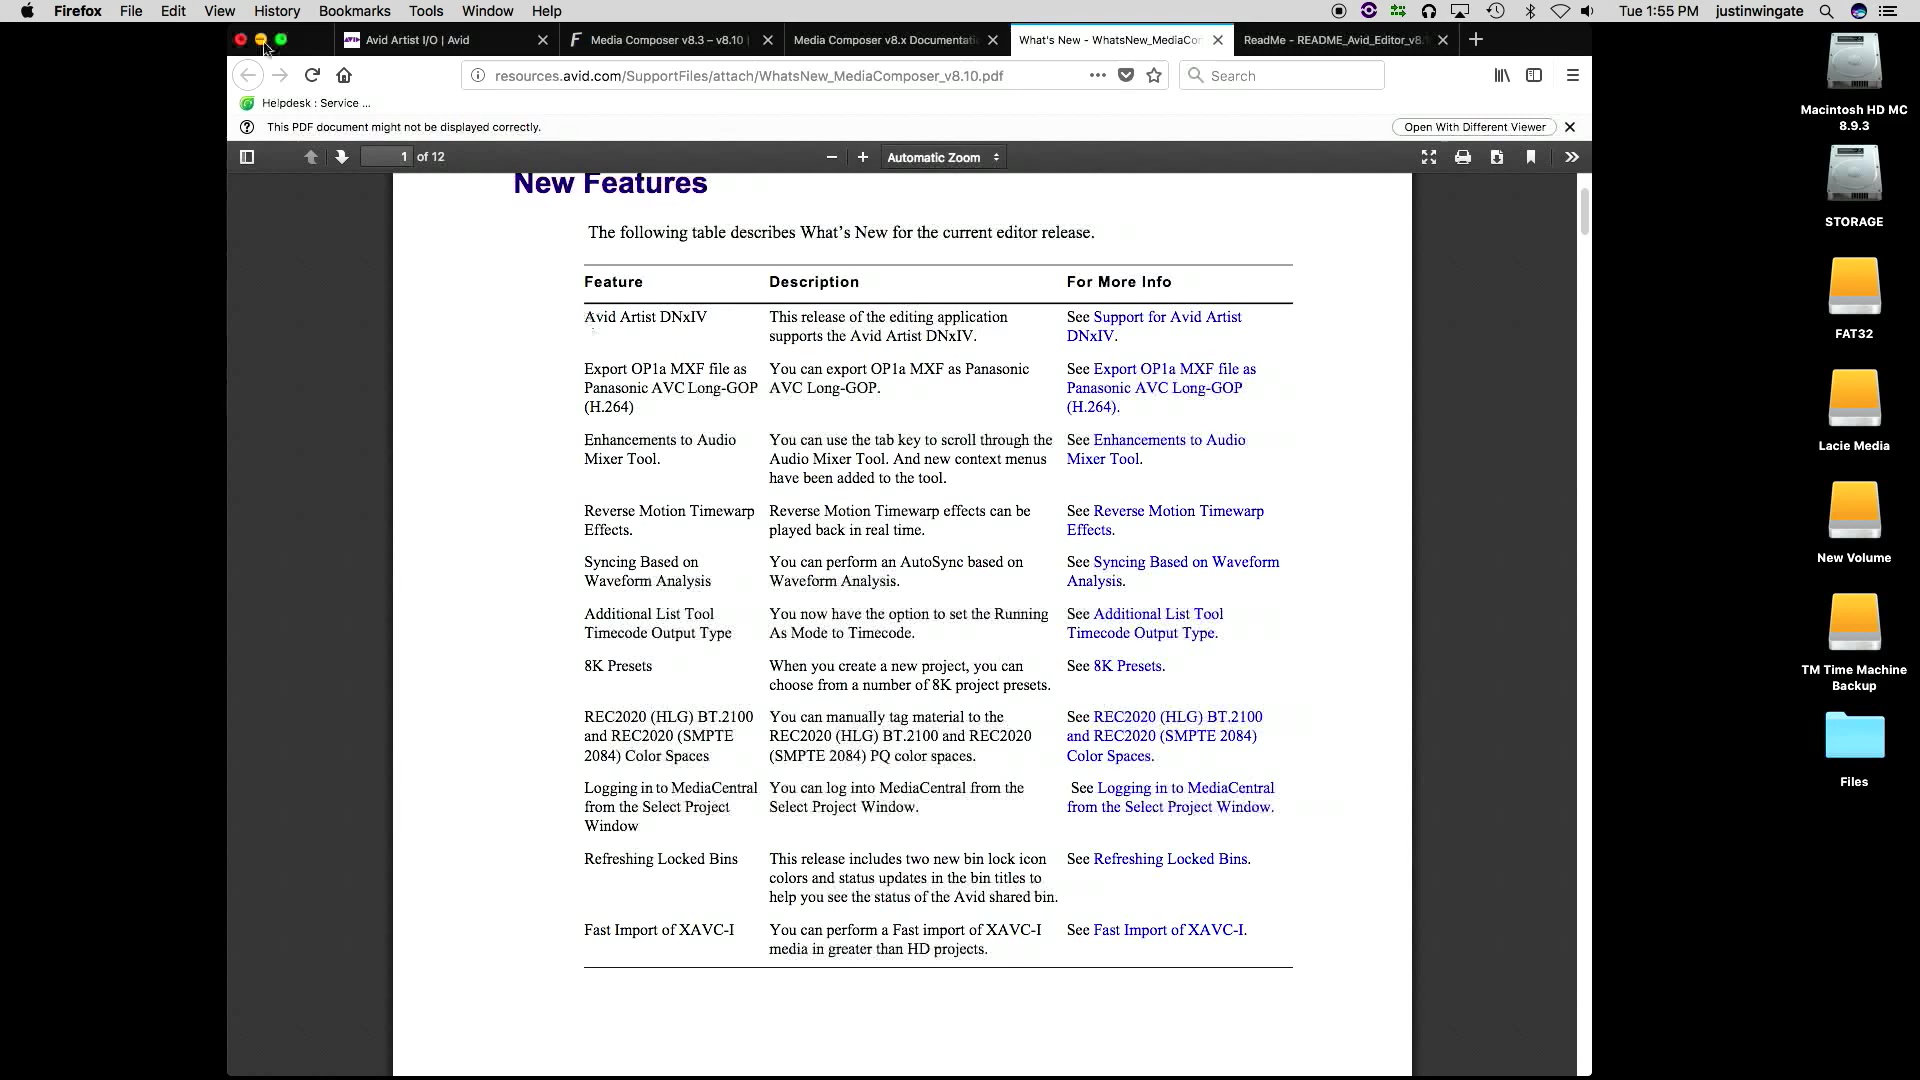 Firefox File Edit View History Bookmarks Tools Window Help
Tue 1:55 PM justinwingate
Avid Artist I/O | Avid
Media Composer v8.3 – v8.10 |
Media Composer v8.x Documentati
What's New - WhatsNew_MediaCo
ReadMe - README_Avid_Editor_v8.
resources.avid.com/SupportFiles/attach/WhatsNew_MediaComposer_v8.10.pdf
Search
Helpdesk : Service ...
This PDF document might not be displayed correctly.
Open With Different Viewer
1 of 12
Automatic Zoom
New Features
The following table describes What's New for the current editor release.
Feature Description For More Info
Avid Artist DNxIV
This release of the editing application
supports the Avid Artist DNxIV.
See Support for Avid Artist
DNxIV.
Export OP1a MXF file as
Panasonic AVC Long-GOP
(H.264)
You can export OP1a MXF as Panasonic
AVC Long-GOP.
See Export OP1a MXF file as
Panasonic AVC Long-GOP
(H.264).
Enhancements to Audio
Mixer Tool.
You can use the tab key to scroll through the
Audio Mixer Tool. And new context menus
have been added to the tool.
See Enhancements to Audio
Mixer Tool.
Reverse Motion Timewarp
Effects.
Reverse Motion Timewarp effects can be
played back in real time.
See Reverse Motion Timewarp
Effects.
Syncing Based on
Waveform Analysis
You can perform an AutoSync based on
Waveform Analysis.
See Syncing Based on Waveform
Analysis.
Additional List Tool
Timecode Output Type
You now have the option to set the Running
As Mode to Timecode.
See Additional List Tool
Timecode Output Type.
8K Presets
When you create a new project, you can
choose from a number of 8K project presets.
See 8K Presets.
REC2020 (HLG) BT.2100
and REC2020 (SMPTE
2084) Color Spaces
You can manually tag material to the
REC2020 (HLG) BT.2100 and REC2020
(SMPTE 2084) PQ color spaces.
See REC2020 (HLG) BT.2100
and REC2020 (SMPTE 2084)
Color Spaces.
Logging in to MediaCentral
from the Select Project
Window
You can log into MediaCentral from the
Select Project Window.
See Logging in to MediaCentral
from the Select Project Window.
Refreshing Locked Bins
This release includes two new bin lock icon
colors and status updates in the bin titles to
help you see the status of the Avid shared bin.
See Refreshing Locked Bins.
Fast Import of XAVC-I
You can perform a Fast import of XAVC-I
media in greater than HD projects.
See Fast Import of XAVC-I.
Macintosh HD MC
8.9.3
STORAGE
FAT32
Lacie Media
New Volume
TM Time Machine
Backup
Files